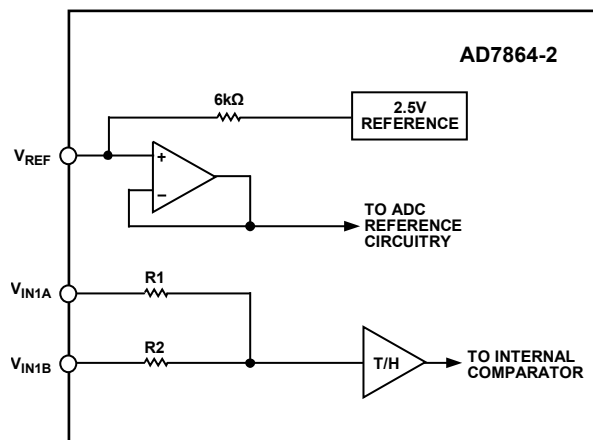 AD7864-2
6kΩ
2.5V
REFERENCE
VREF
+
−
TO ADC
REFERENCE
CIRCUITRY
VIN1A
R1
VIN1B
R2
T/H
TO INTERNAL
COMPARATOR